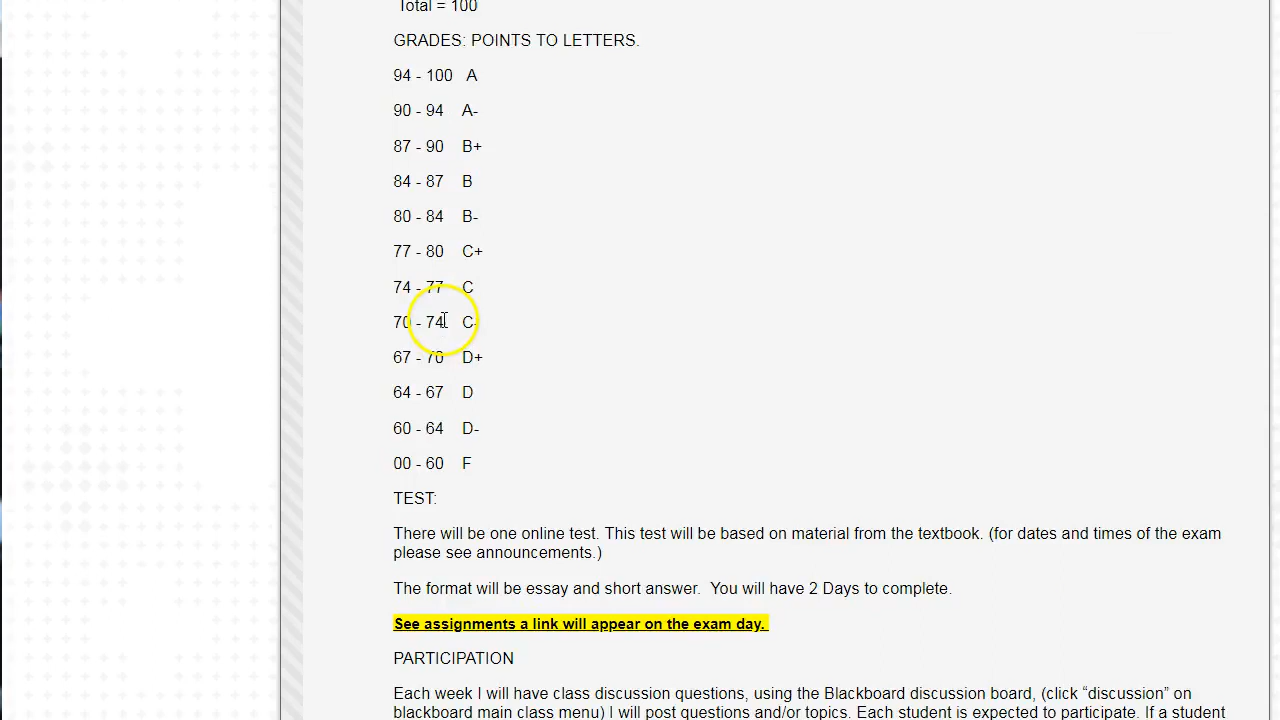 Total = 100
GRADES: POINTS TO LETTERS.
94 - 100 A
90 - 94 A-
87 - 90 B+
84 - 87 B
80 - 84 B-
77 - 80 C+
74 - 77 C
70 - 74 C-
67 - 70 D+
64 - 67 D
60 - 64 D-
00 - 60 F
TEST:
There will be one online test. This test will be based on material from the textbook. (for dates and times of the exam
please see announcements.)
The format will be essay and short answer. You will have 2 Days to complete.
See assignments a link will appear on the exam day.
PARTICIPATION
Each week I will have class discussion questions, using the Blackboard discussion board, (click “discussion” on
blackboard main class menu) I will post questions and/or topics. Each student is expected to participate. If a student